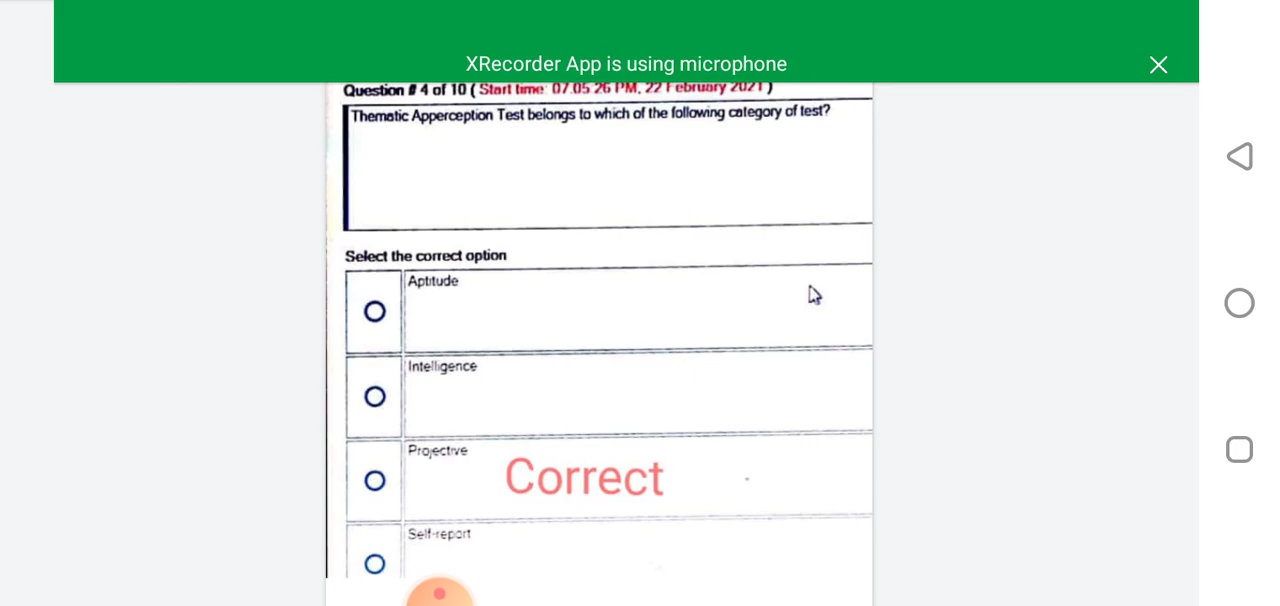 XRecorder App is using microphone
Question # 4 of 10 ( Start time: 07:05:26 PM, 22 February 2021 )
Thematic Apperception Test belongs to which of the following category of test?
Select the correct option
Aptitude
Intelligence
Projective
Correct
Self-report